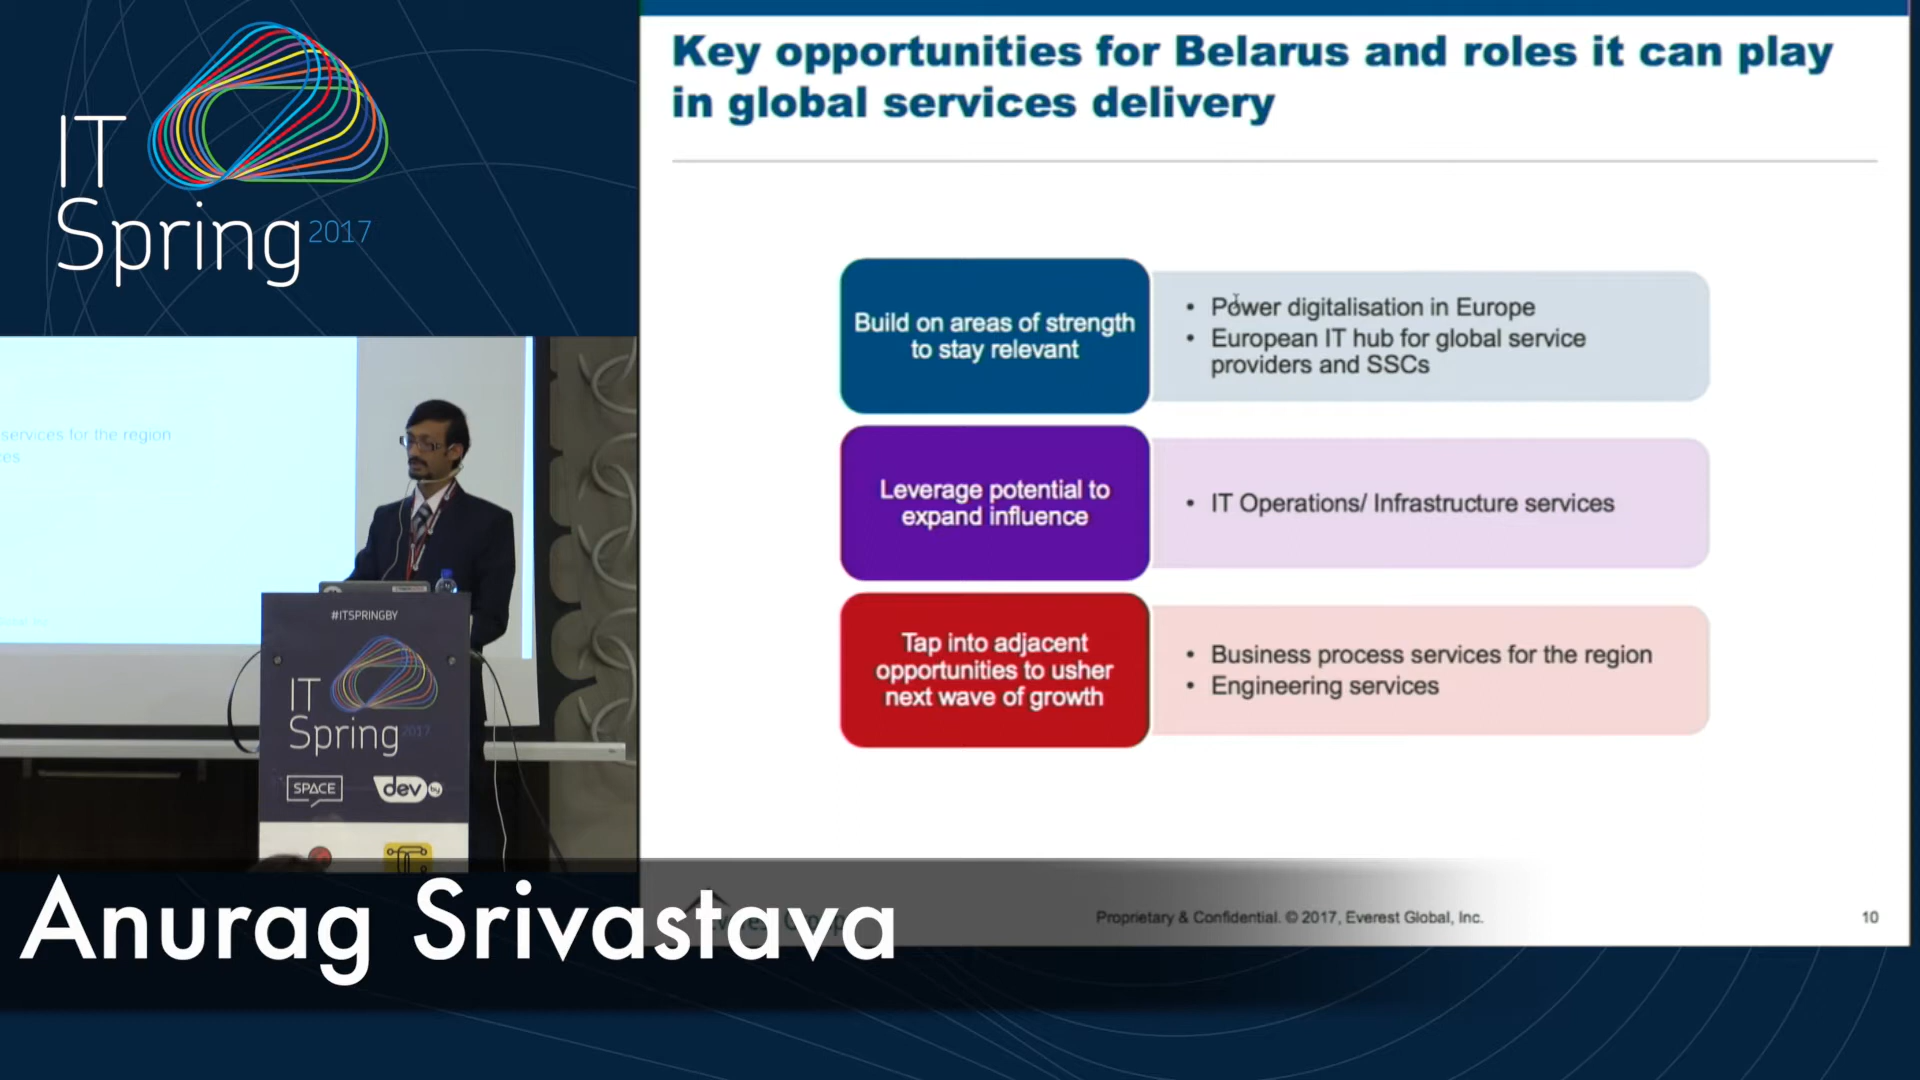 IT
Spring 2017
Key opportunities for Belarus and roles it can play
in global services delivery
Build on areas of strength
to stay relevant
• Power digitalisation in Europe
• European IT hub for global service
providers and SSCs
Leverage potential to
expand influence
• IT Operations/ Infrastructure services
Tap into adjacent
opportunities to usher
next wave of growth
• Business process services for the region
• Engineering services
Proprietary & Confidential. © 2017, Everest Global, Inc.
10
services for the region
#ITSPRINGBY
IT
Spring 2017
SPACE
dev by
Anurag Srivastava